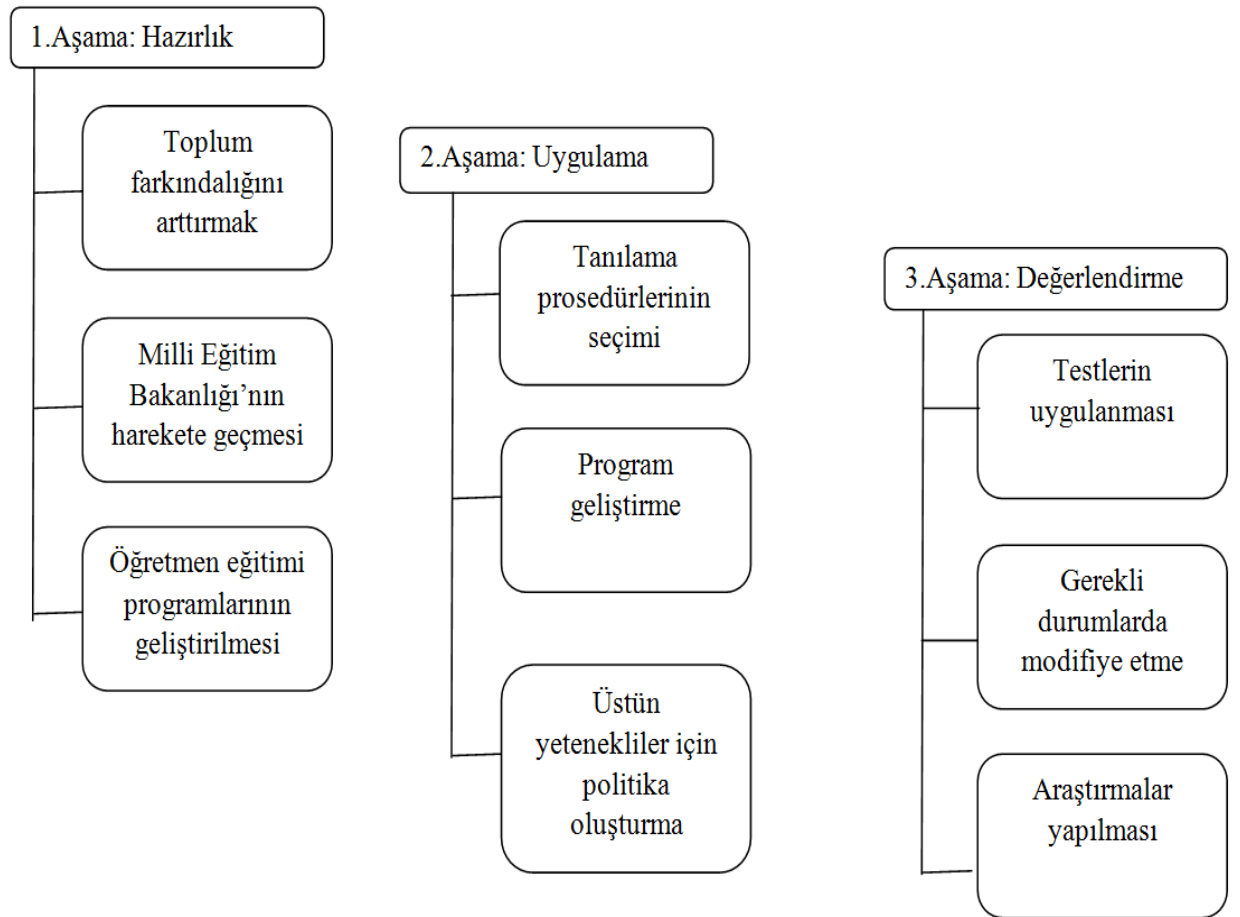 1.Aşama: Hazırlık
Toplum
farkındalığını
arttırmak
Milli Eğitim
Bakanlığı’nın
harekete geçmesi
Öğretmen eğitimi
programlarının
geliştirilmesi
2.Aşama: Uygulama
Tanılama
prosedürlerinin
seçimi
Program
geliştirme
Üstün
yetenekliler için
politika
oluşturma
3.Aşama: Değerlendirme
Testlerin
uygulanması
Gerekli
durumlarda
modifiye etme
Araştırmalar
yapılması